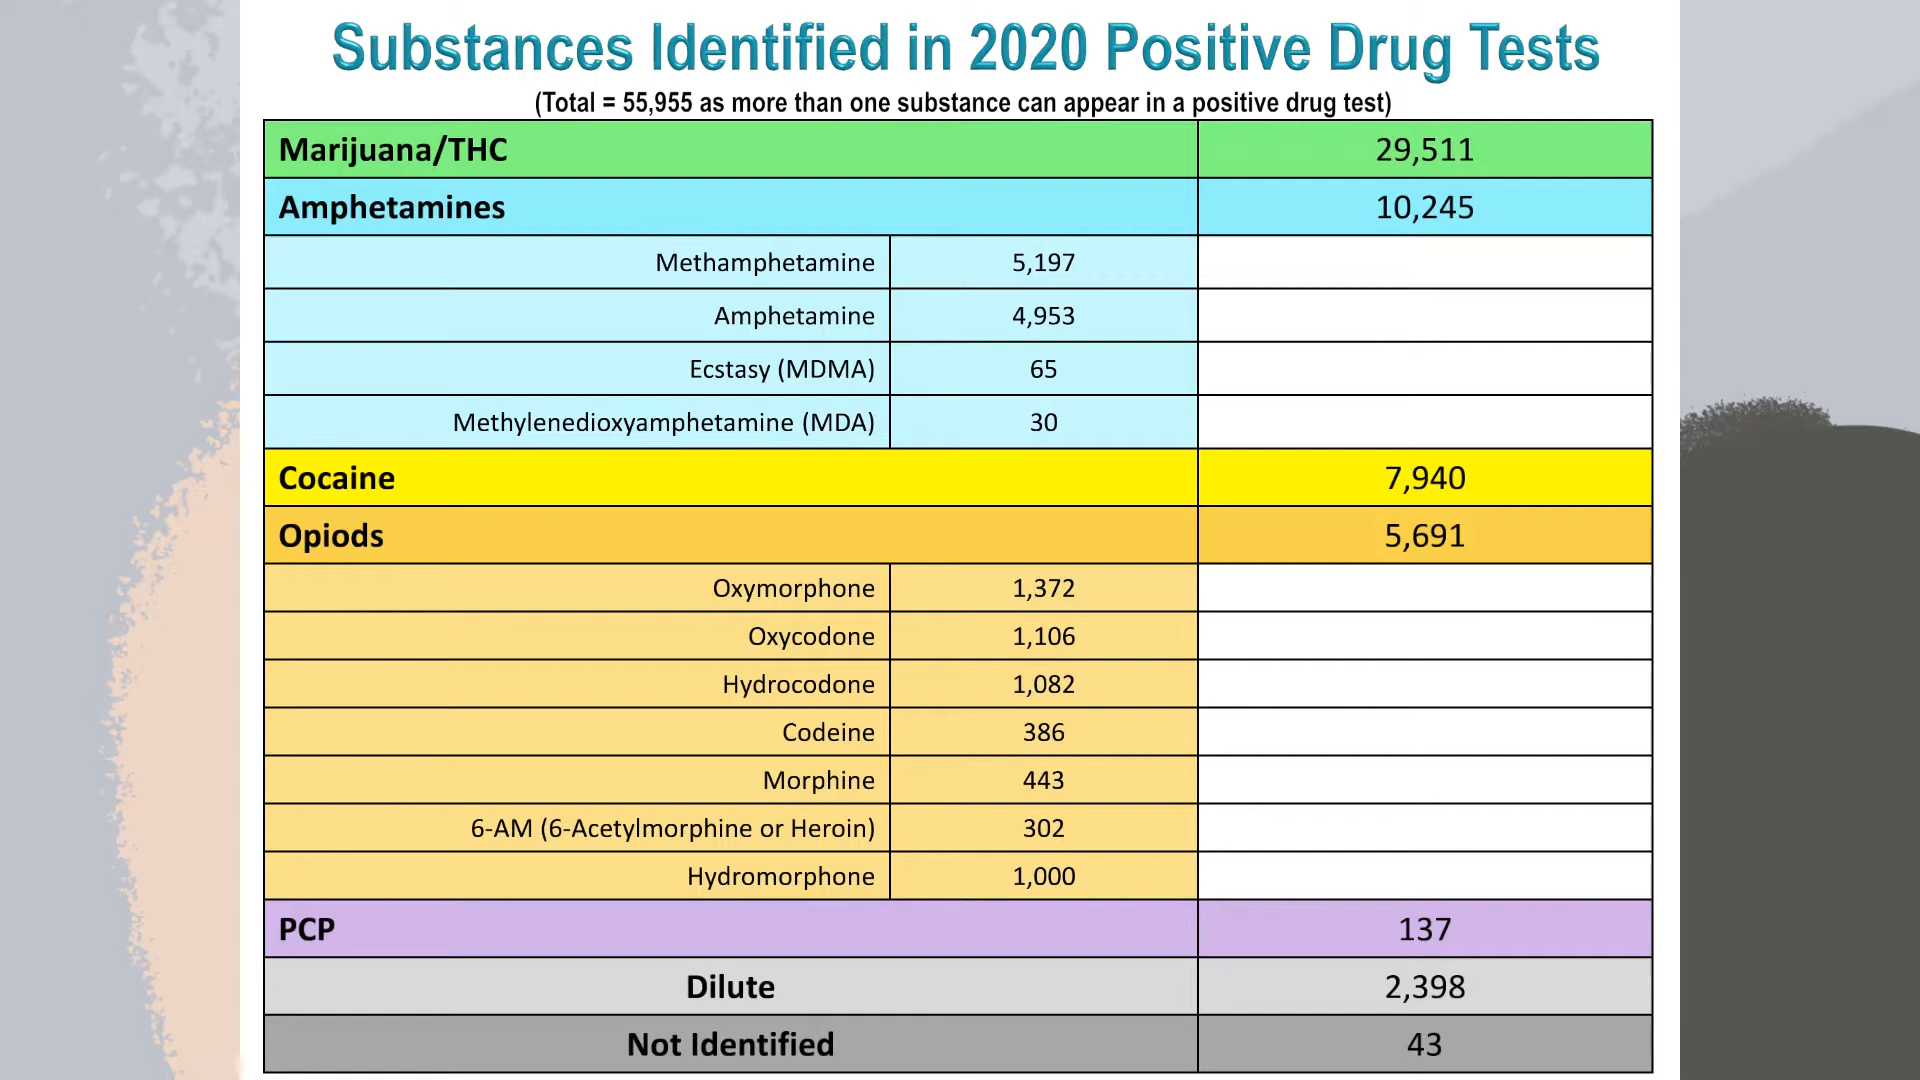 Substances Identified in 2020 Positive Drug Tests
(Total = 55,955 as more than one substance can appear in a positive drug test)
Marijuana/THC 29,511
Amphetamines 10,245
Methamphetamine 5,197
Amphetamine 4,953
Ecstasy (MDMA) 65
Methylenedioxyamphetamine (MDA) 30
Cocaine 7,940
Opiods 5,691
Oxymorphone 1,372
Oxycodone 1,106
Hydrocodone 1,082
Codeine 386
Morphine 443
6-AM (6-Acetylmorphine or Heroin) 302
Hydromorphone 1,000
PCP 137
Dilute 2,398
Not Identified 43